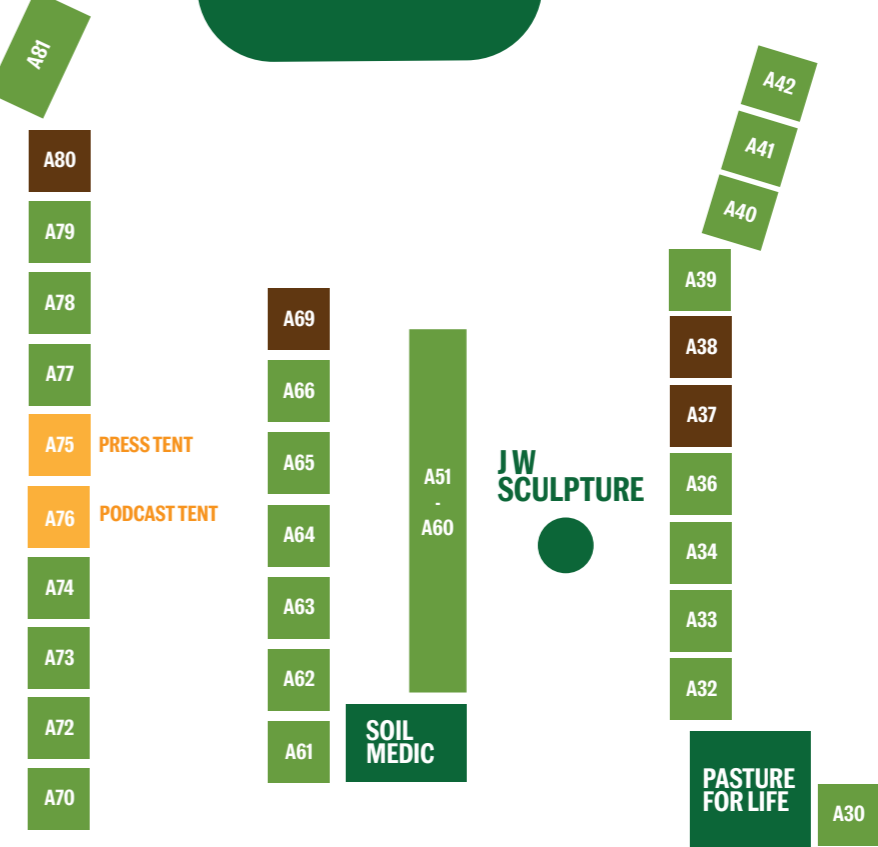 A81
A80
A79
A78
A77
A75
PRESS TENT
A76
PODCAST TENT
A74
A73
A72
A70
A69
A66
A65
A64
A63
A62
A61
A51
-
A60
SOIL
MEDIC
J W
SCULPTURE
A42
A41
A40
A39
A38
A37
A36
A34
A33
A32
PASTURE
FOR LIFE
A30